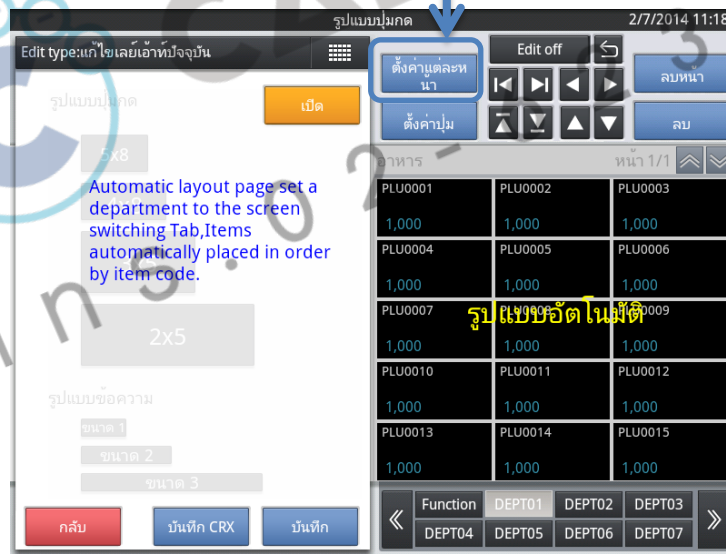 รูปแบบปุ่มกด
2/7/2014 11:18
Edit type:แก้ไขเลย์เอ้าท์ปัจจุบัน
รูปแบบปุ่มกด
เปิด
5x8
Automatic layout page set a
department to the screen
switching Tab,Items
automatically placed in order
by item code.
2x5
รูปแบบข้อความ
ขนาด 1
ขนาด 2
ขนาด 3
กลับ
บันทึก CRX
บันทึก
ตั้งค่าแต่ละห
น้า
Edit off
ลบหน้า
ตั้งค่าปุ่ม
ลบ
อาหาร
หน้า 1/1
PLU0001 PLU0002 PLU0003
1,000 1,000 1,000
PLU0004 PLU0005 PLU0006
1,000 1,000 1,000
PLU0007 PLU0008 PLU0009
รูปแบบอัตโนมัติ
1,000 1,000 1,000
PLU0010 PLU0011 PLU0012
1,000 1,000 1,000
PLU0013 PLU0014 PLU0015
1,000 1,000 1,000
Function DEPT01 DEPT02 DEPT03
DEPT04 DEPT05 DEPT06 DEPT07